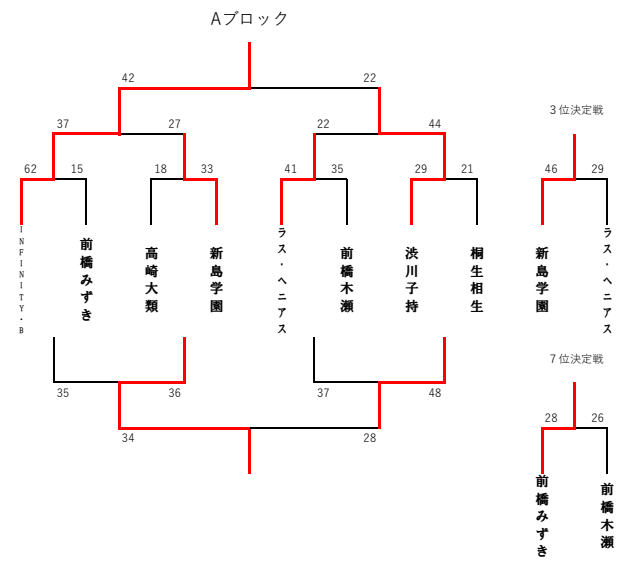 Aブロック
42 22
３位決定戦
37 27 22 44
62 15 18 33 41 35 29 21 46 29
INFINITY・B
前橋みずき
高崎大類
新島学園
ラス・ヘニアス
前橋木瀬
渋川子持
桐生相生
新島学園
ラス・ヘニアス
７位決定戦
35 36 37 48
28 26
34 28
前橋みずき
前橋木瀬